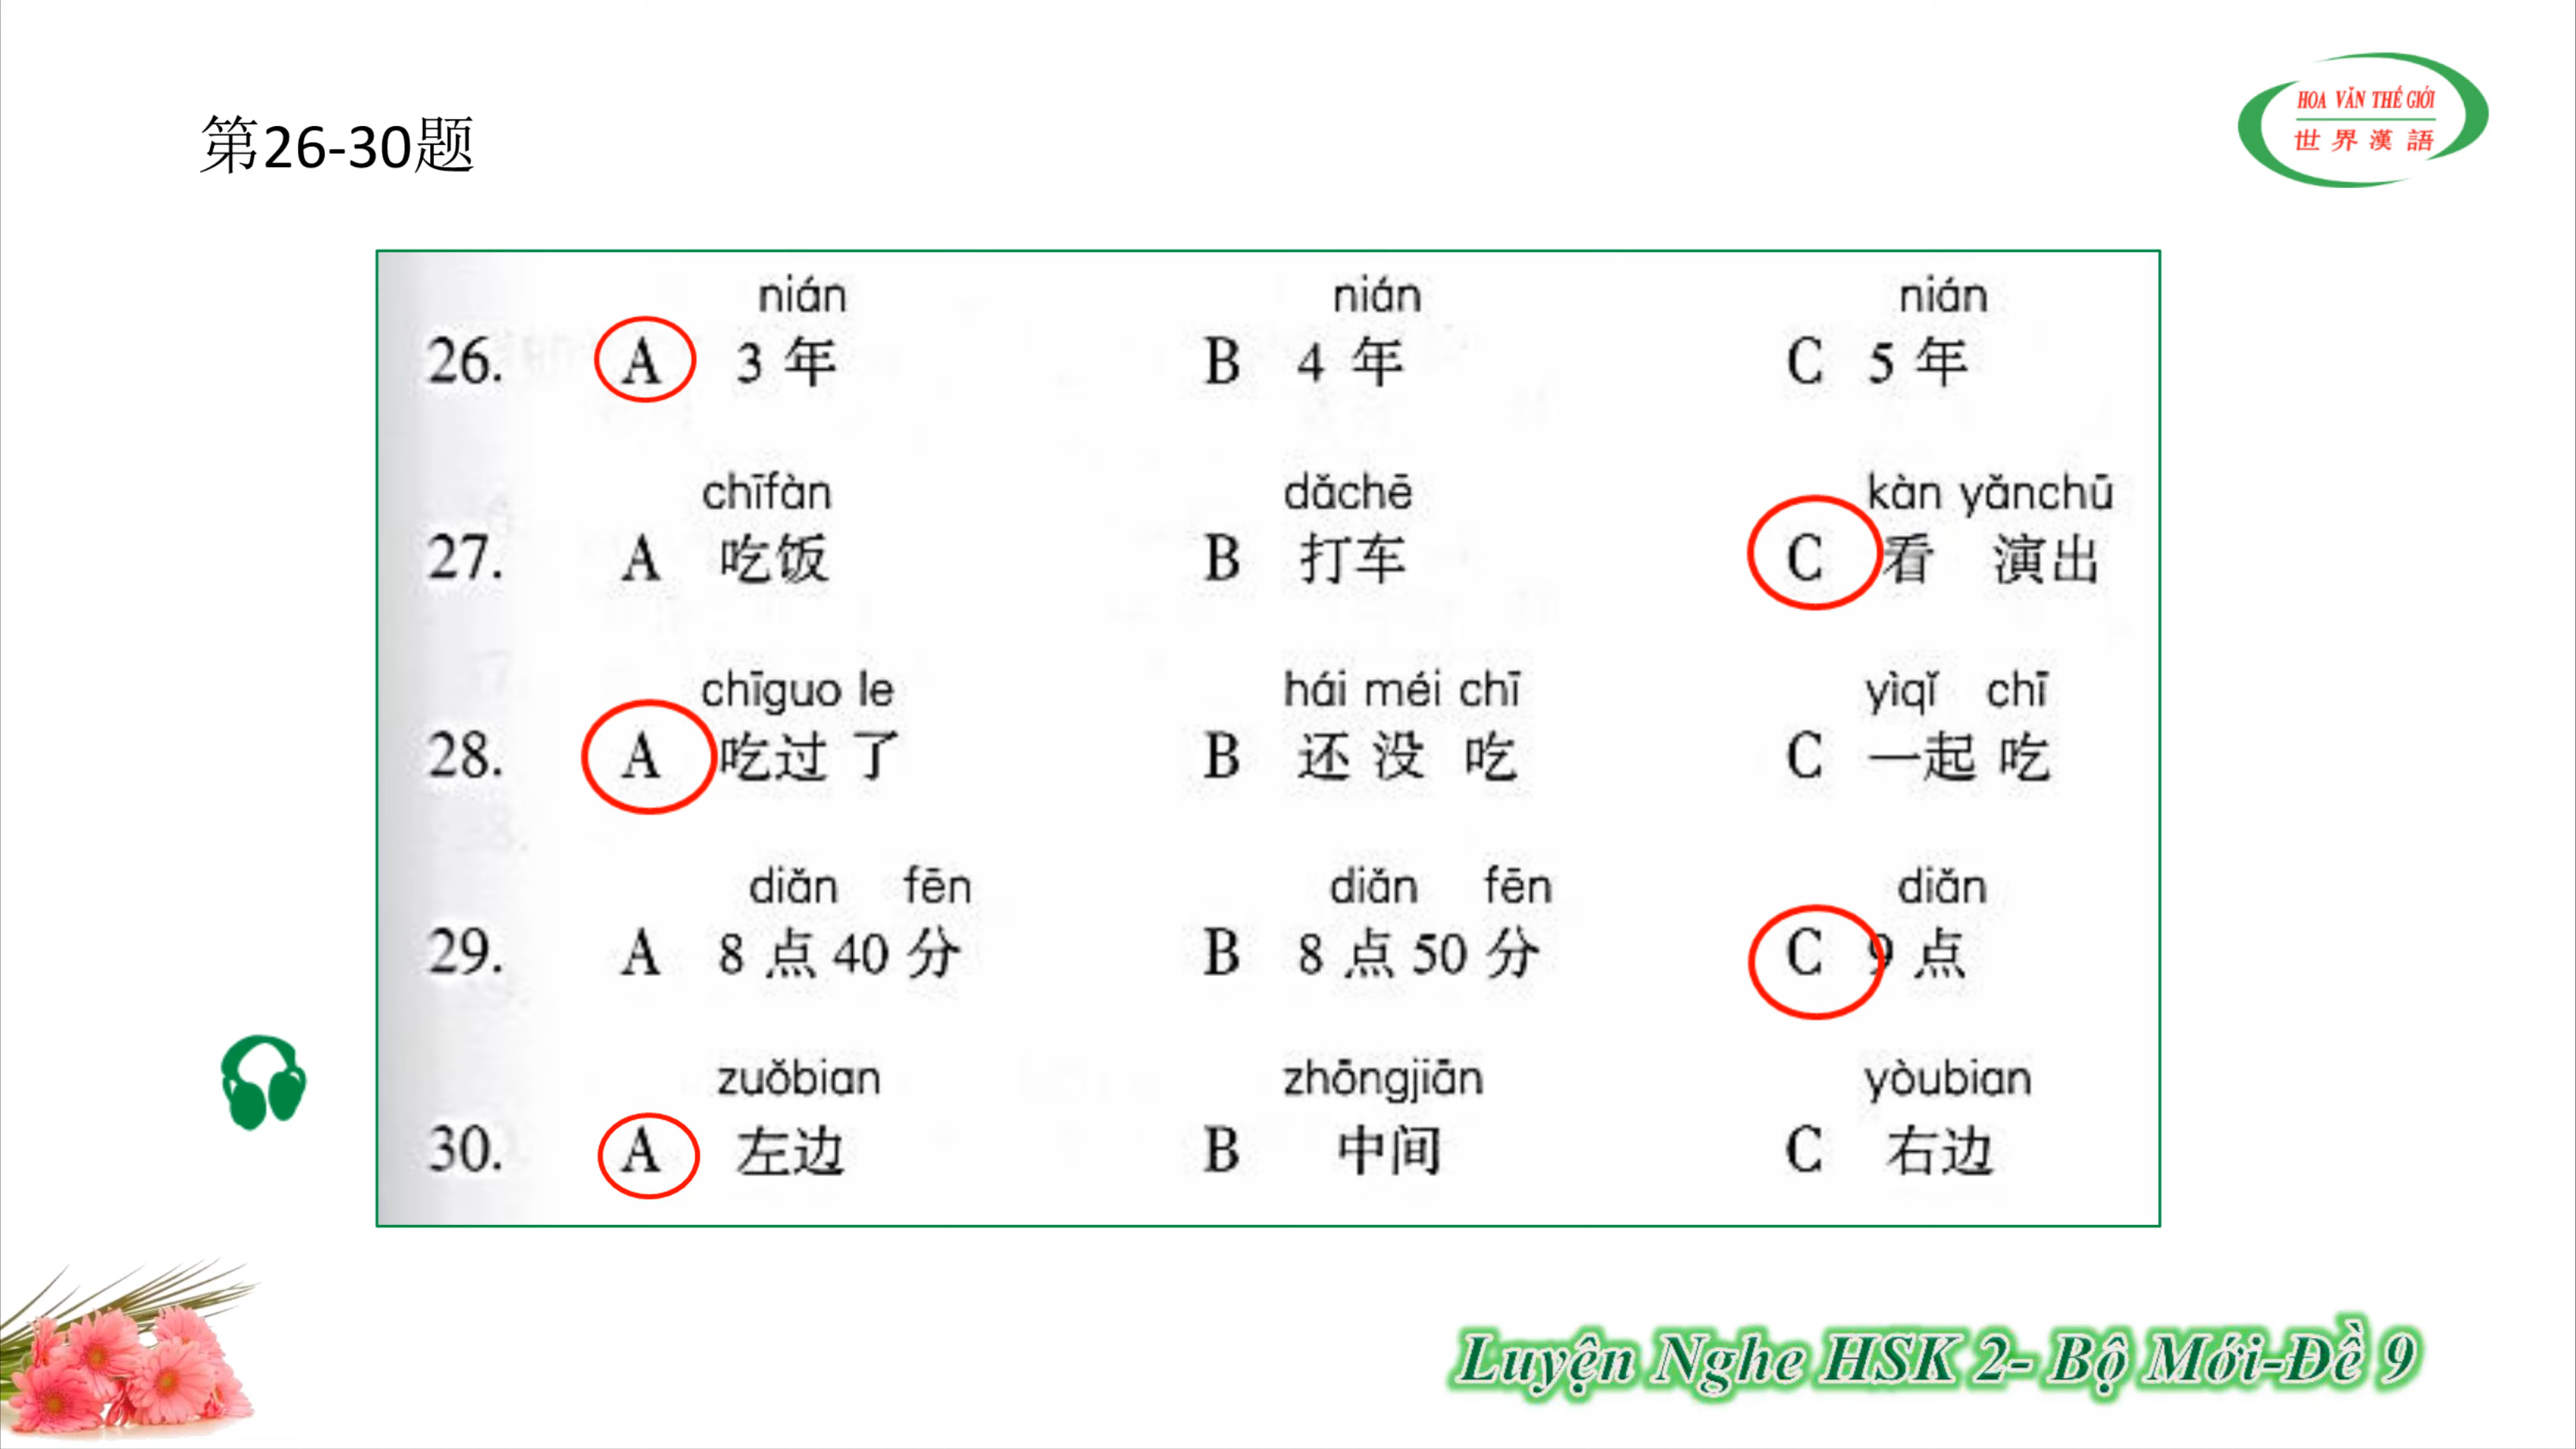 HOA VĂN THẾ GIỚI
世界漢語
第26-30题
nián nián nián
26. A 3 年 B 4 年 C 5 年
chīfàn dǎchē kàn yǎnchū
27. A 吃饭 B 打车 C 看 演出
chīguo le hái méi chī yìqǐ chī
28. A 吃过 了 B 还 没 吃 C 一起 吃
diǎn fēn diǎn fēn diǎn
29. A 8 点 40 分 B 8 点 50 分 C 9 点
zuǒbian zhōngjiān yòubian
30. A 左边 B 中间 C 右边
Luyện Nghe HSK 2- Bộ Mới-Đề 9